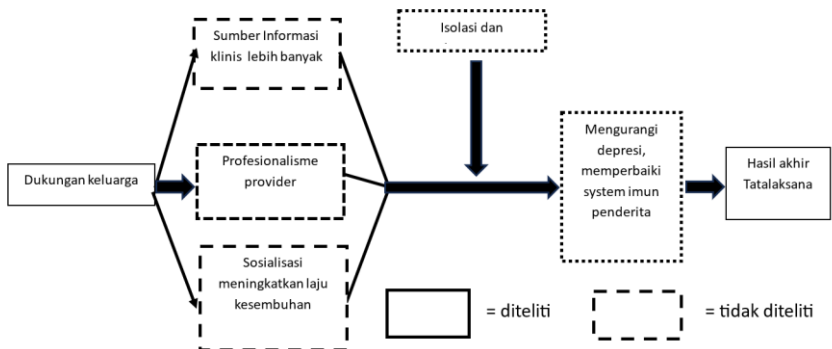 Sumber Informasi
klinis lebih banyak
Isolasi dan
Dukungan keluarga
Profesionalisme
provider
Mengurangi
depresi,
memperbaiki
system imun
penderita
Hasil akhir
Tatalaksana
Sosialisasi
meningkatkan laju
kesembuhan
= diteliti
= tidak diteliti